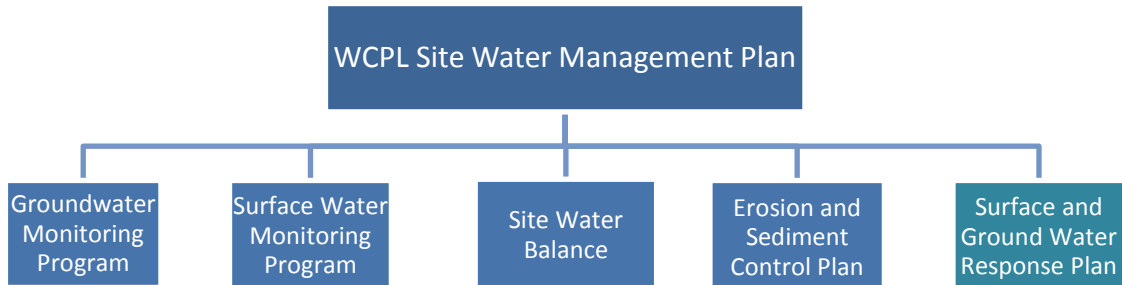 WCPL Site Water Management Plan
Groundwater
Monitoring
Program
Surface Water
Monitoring
Program
Site Water
Balance
Erosion and
Sediment
Control Plan
Surface and
Ground Water
Response Plan